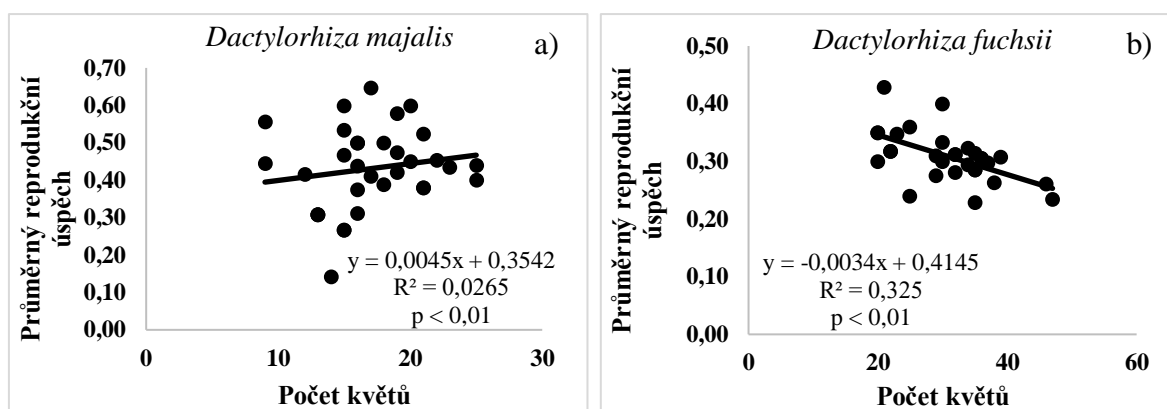 Dactylorhiza majalis
a)
Průměrný reprodukční
úspěch
0,70
0,60
0,50
0,40
0,30
0,20
0,10
0,00
y = 0,0045x + 0,3542
R² = 0,0265
p < 0,01
0 10 20 30
Počet květů
Dactylorhiza fuchsii
b)
Průměrný reprodukční
úspěch
0,50
0,40
0,30
0,20
0,10
0,00
y = -0,0034x + 0,4145
R² = 0,325
p < 0,01
0 20 40 60
Počet květů